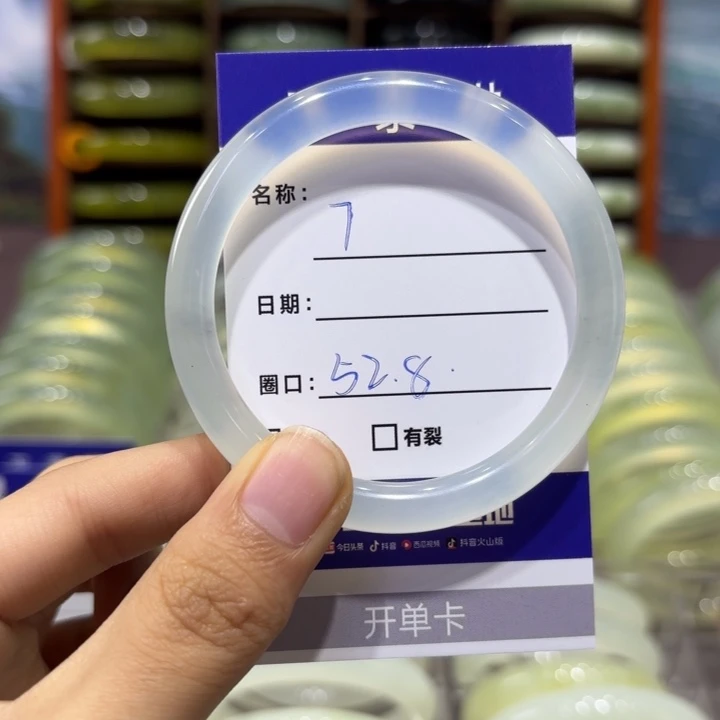 名称: 7
日期:
圈口: 52.8
有裂
今日头条 抖音 西瓜视频 抖音火山版
开单卡